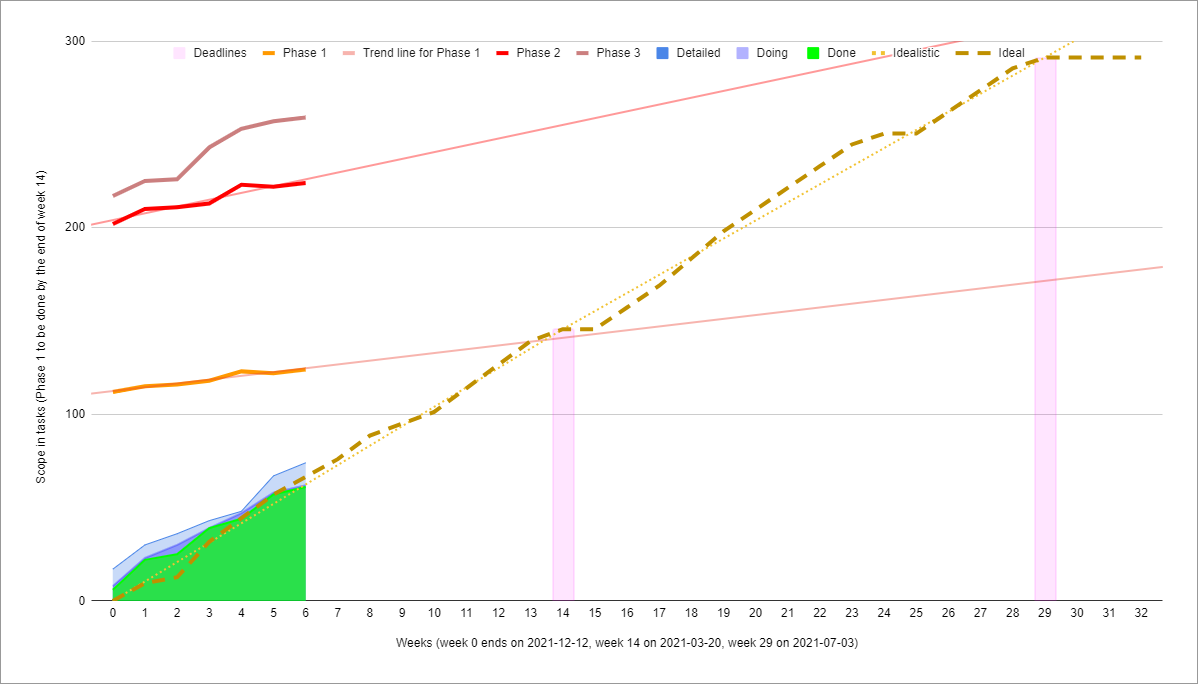 300
Deadlines Phase 1 Trend line for Phase 1 Phase 2 Phase 3 Detailed Doing Done Idealistic Ideal
200
100
0
Scope in tasks (Phase 1 to be done by the end of week 14)
0 1 2 3 4 5 6 7 8 9 10 11 12 13 14 15 16 17 18 19 20 21 22 23 24 25 26 27 28 29 30 31 32
Weeks (week 0 ends on 2021-12-12, week 14 on 2021-03-20, week 29 on 2021-07-03)